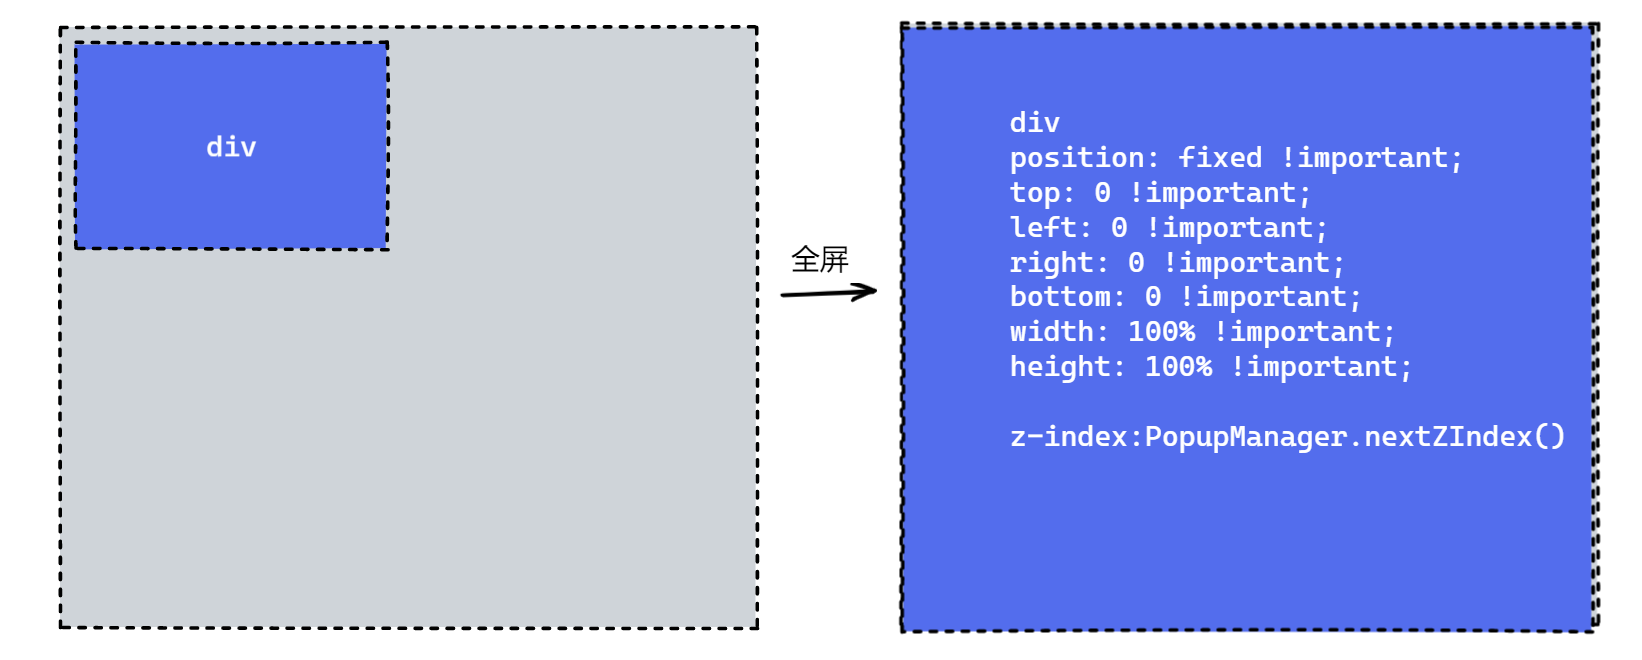 div
全屏
div
position: fixed !important;
top: 0 !important;
left: 0 !important;
right: 0 !important;
bottom: 0 !important;
width: 100% !important;
height: 100% !important;
z-index:PopupManager.nextZIndex()